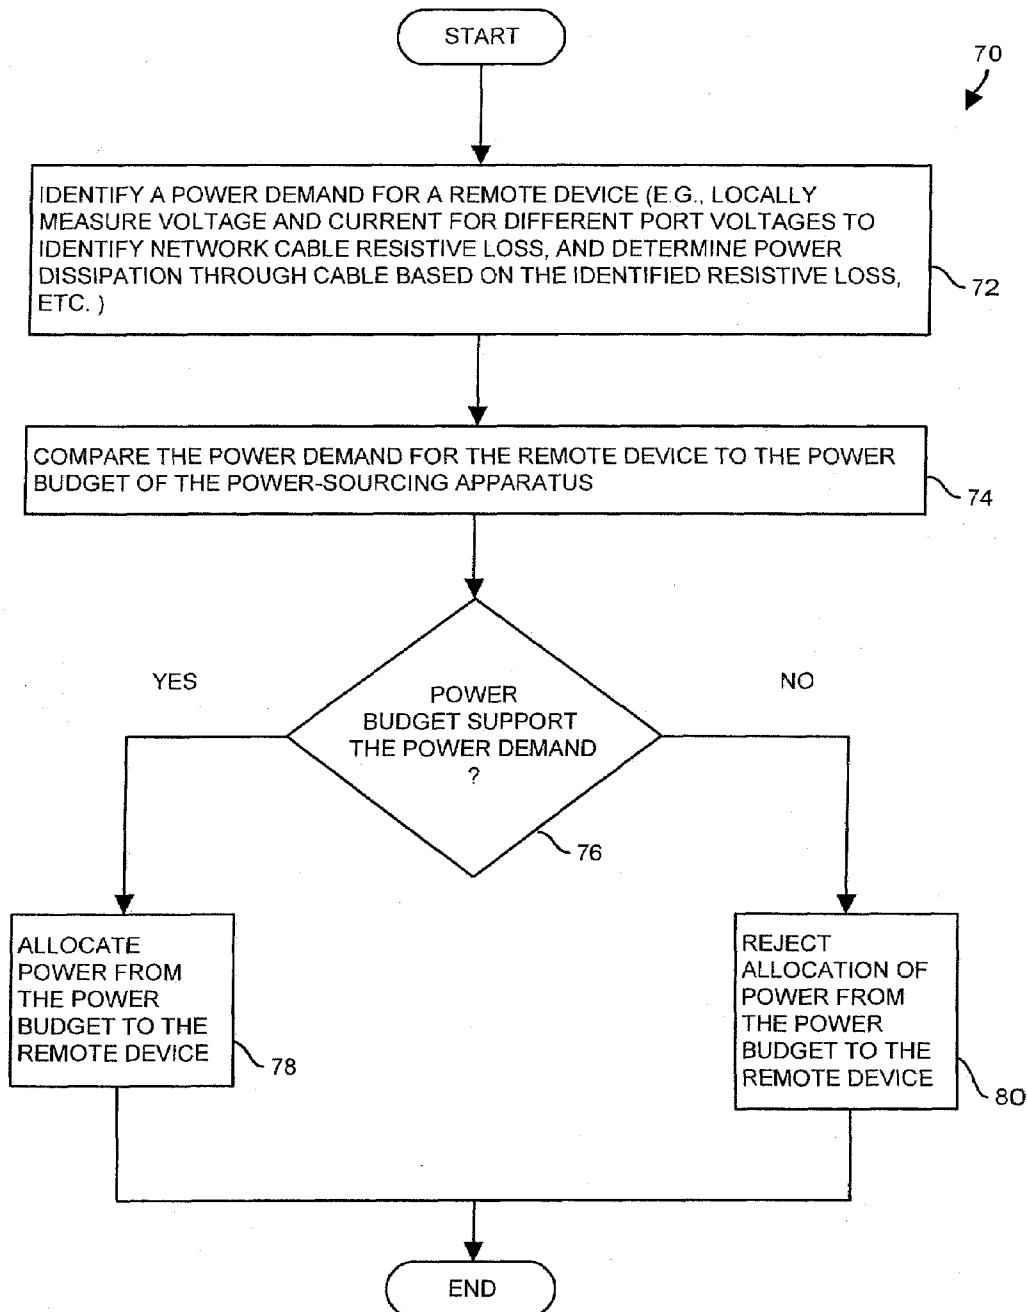 START
70
IDENTIFY A POWER DEMAND FOR A REMOTE DEVICE (E.G., LOCALLY
MEASURE VOLTAGE AND CURRENT FOR DIFFERENT PORT VOLTAGES TO
IDENTIFY NETWORK CABLE RESISTIVE LOSS, AND DETERMINE POWER
DISSIPATION THROUGH CABLE BASED ON THE IDENTIFIED RESISTIVE LOSS,
ETC. )
72
COMPARE THE POWER DEMAND FOR THE REMOTE DEVICE TO THE POWER
BUDGET OF THE POWER-SOURCING APPARATUS
74
YES
NO
POWER
BUDGET SUPPORT
THE POWER DEMAND
?
76
ALLOCATE
POWER FROM
THE POWER
BUDGET TO THE
REMOTE DEVICE
78
REJECT
ALLOCATION OF
POWER FROM
THE POWER
BUDGET TO THE
REMOTE DEVICE
80
END